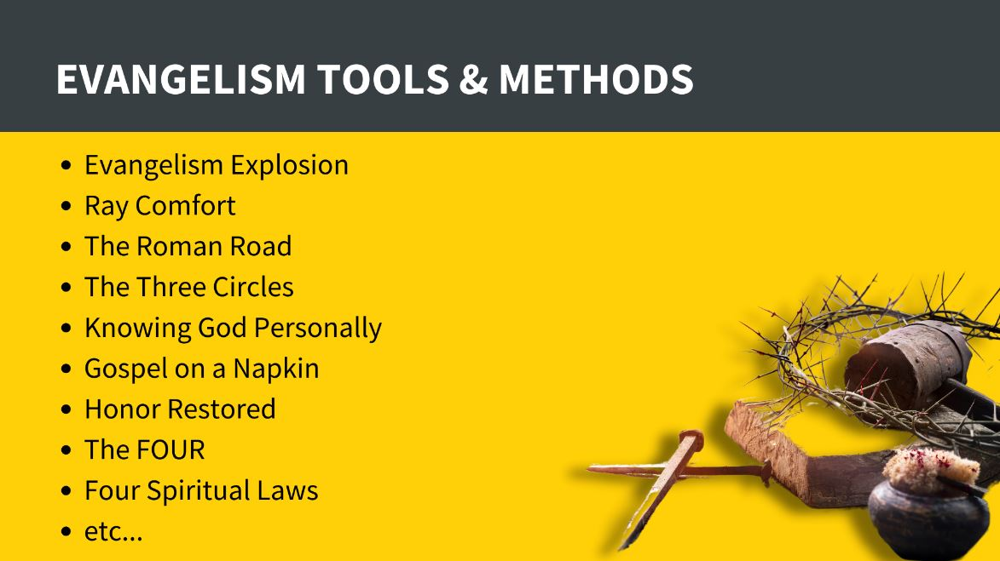 EVANGELISM TOOLS & METHODS
• Evangelism Explosion
• Ray Comfort
• The Roman Road
• The Three Circles
• Knowing God Personally
• Gospel on a Napkin
• Honor Restored
• The FOUR
• Four Spiritual Laws
• etc...